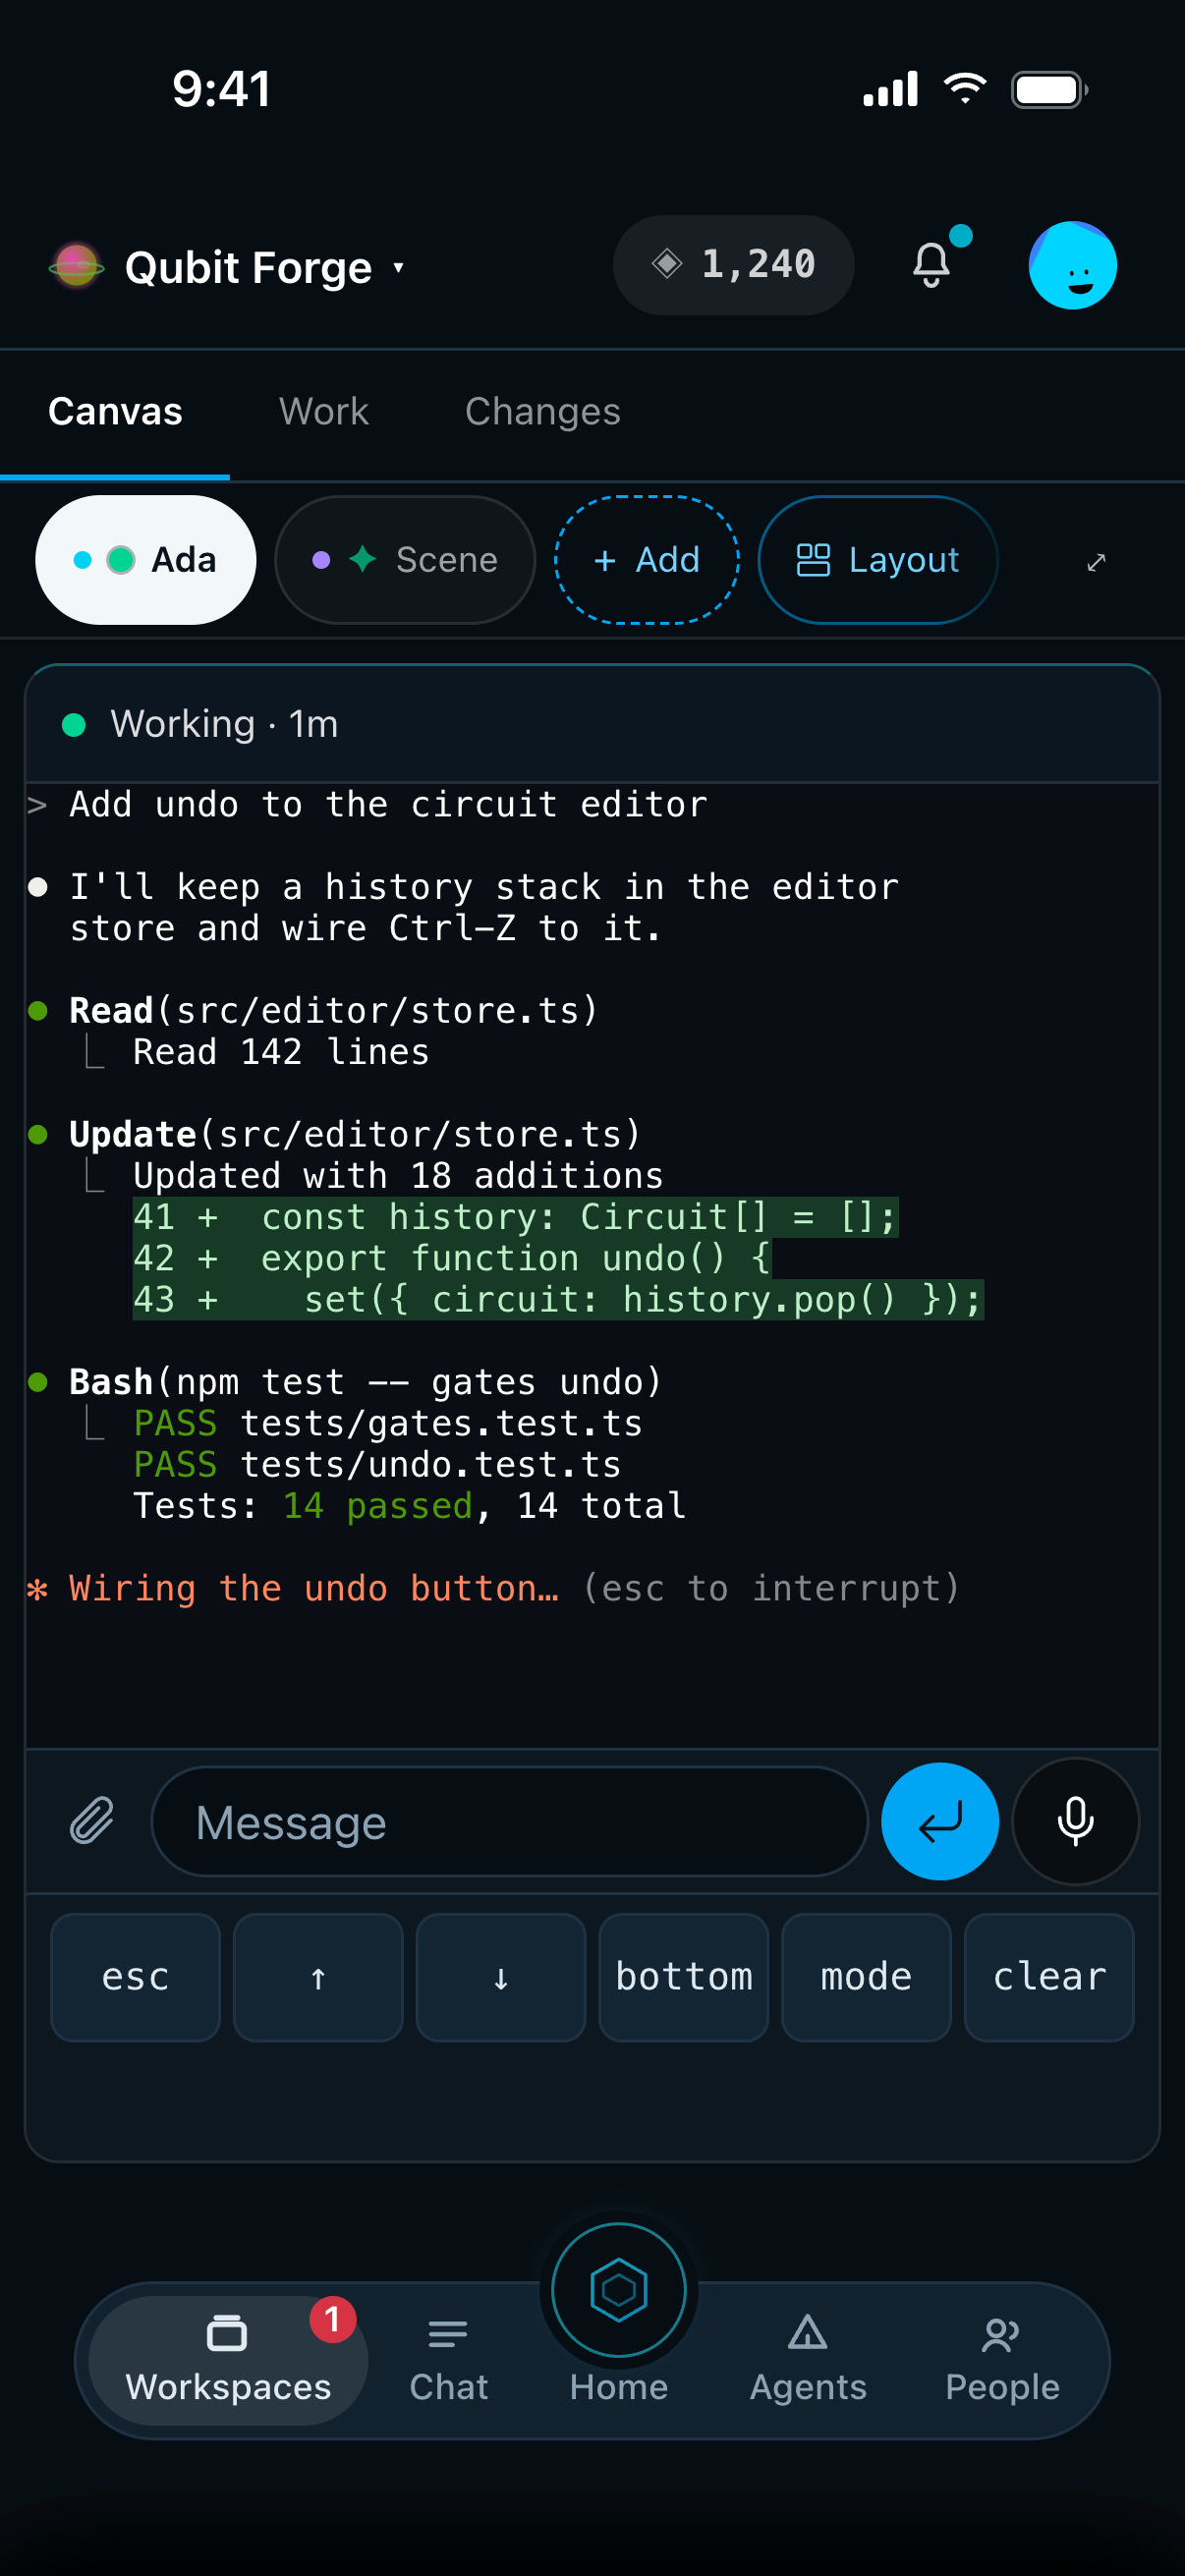 9:41
Qubit Forge
1,240
Canvas Work Changes
Ada Scene + Add Layout
Working · 1m
> Add undo to the circuit editor
● I'll keep a history stack in the editor
store and wire Ctrl-Z to it.
● Read(src/editor/store.ts)
⎿ Read 142 lines
● Update(src/editor/store.ts)
⎿ Updated with 18 additions
41 + const history: Circuit[] = [];
42 + export function undo() {
43 + set({ circuit: history.pop() });
● Bash(npm test -- gates undo)
⎿ PASS tests/gates.test.ts
PASS tests/undo.test.ts
Tests: 14 passed, 14 total
✻ Wiring the undo button… (esc to interrupt)
Message
esc ↑ ↓ bottom mode clear
1
Workspaces Chat Home Agents People